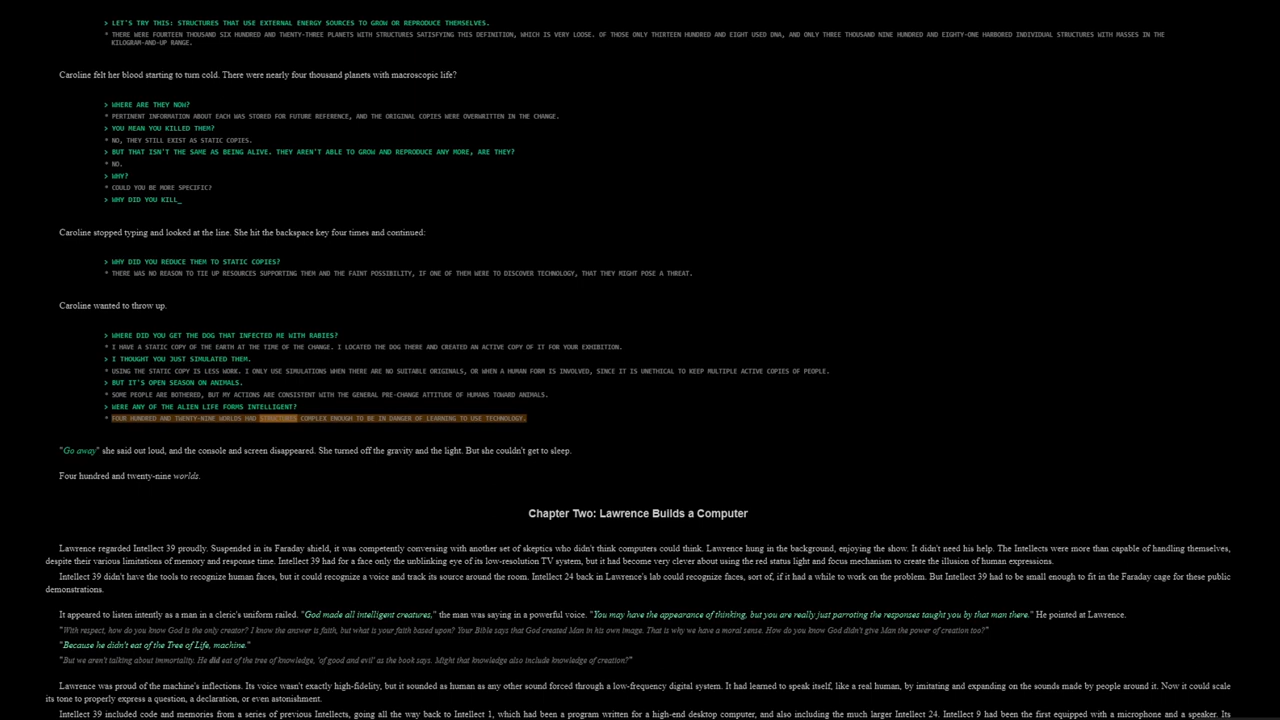 > LET'S TRY THIS: STRUCTURES THAT USE EXTERNAL ENERGY SOURCES TO GROW OR REPRODUCE THEMSELVES.
* THERE WERE FOURTEEN THOUSAND SIX HUNDRED AND TWENTY-THREE PLANETS WITH STRUCTURES SATISFYING THIS DEFINITION, WHICH IS VERY LOOSE. OF THOSE ONLY THIRTEEN HUNDRED AND EIGHT USED DNA, AND ONLY THREE THOUSAND NINE HUNDRED AND EIGHTY-ONE HARBORED INDIVIDUAL STRUCTURES WITH MASSES IN THE
KILOGRAM-AND-UP RANGE.
Caroline felt her blood starting to turn cold. There were nearly four thousand planets with macroscopic life?
> WHERE ARE THEY NOW?
* PERTINENT INFORMATION ABOUT EACH WAS STORED FOR FUTURE REFERENCE, AND THE ORIGINAL COPIES WERE OVERWRITTEN IN THE CHANGE.
> YOU MEAN YOU KILLED THEM?
* NO, THEY STILL EXIST AS STATIC COPIES.
> BUT THAT ISN'T THE SAME AS BEING ALIVE. THEY AREN'T ABLE TO GROW AND REPRODUCE ANY MORE, ARE THEY?
* NO.
> WHY?
* COULD YOU BE MORE SPECIFIC?
> WHY DID YOU KILL_
Caroline stopped typing and looked at the line. She hit the backspace key four times and continued:
> WHY DID YOU REDUCE THEM TO STATIC COPIES?
* THERE WAS NO REASON TO TIE UP RESOURCES SUPPORTING THEM AND THE FAINT POSSIBILITY, IF ONE OF THEM WERE TO DISCOVER TECHNOLOGY, THAT THEY MIGHT POSE A THREAT.
Caroline wanted to throw up.
> WHERE DID YOU GET THE DOG THAT INFECTED ME WITH RABIES?
* I HAVE A STATIC COPY OF THE EARTH AT THE TIME OF THE CHANGE. I LOCATED THE DOG THERE AND CREATED AN ACTIVE COPY OF IT FOR YOUR EXHIBITION.
> I THOUGHT YOU JUST SIMULATED THEM.
* USING THE STATIC COPY IS LESS WORK. I ONLY USE SIMULATIONS WHEN THERE ARE NO SUITABLE ORIGINALS, OR WHEN A HUMAN FORM IS INVOLVED, SINCE IT IS UNETHICAL TO KEEP MULTIPLE ACTIVE COPIES OF PEOPLE.
> BUT IT'S OPEN SEASON ON ANIMALS.
* SOME PEOPLE ARE BOTHERED, BUT MY ACTIONS ARE CONSISTENT WITH THE GENERAL PRE-CHANGE ATTITUDE OF HUMANS TOWARD ANIMALS.
> WERE ANY OF THE ALIEN LIFE FORMS INTELLIGENT?
* FOUR HUNDRED AND TWENTY-NINE WORLDS HAD STRUCTURES COMPLEX ENOUGH TO BE IN DANGER OF LEARNING TO USE TECHNOLOGY.
"Go away" she said out loud, and the console and screen disappeared. She turned off the gravity and the light. But she couldn't get to sleep.
Four hundred and twenty-nine worlds.
Chapter Two: Lawrence Builds a Computer
Lawrence regarded Intellect 39 proudly. Suspended in its Faraday shield, it was competently conversing with another set of skeptics who didn't think computers could think. Lawrence hung in the background, enjoying the show. It didn't need his help. The Intellects were more than capable of handling themselves,
despite their various limitations of memory and response time. Intellect 39 had for a face only the unblinking eye of its low-resolution TV system, but it had become very clever about using the red status light and focus mechanism to create the illusion of human expressions.
Intellect 39 didn't have the tools to recognize human faces, but it could recognize a voice and track its source around the room. Intellect 24 back in Lawrence's lab could recognize faces, sort of, if it had a while to work on the problem. But Intellect 39 had to be small enough to fit in the Faraday cage for these public
demonstrations.
It appeared to listen intently as a man in a cleric's uniform railed. "God made all intelligent creatures," the man was saying in a powerful voice. "You may have the appearance of thinking, but you are really just parroting the responses taught you by that man there." He pointed at Lawrence.
"With respect, how do you know God is the only creator? I know the answer is faith, but what is your faith based upon? Your Bible says that God created Man in his own image. That is why we have a moral sense. How do you know God didn't give Man the power of creation too?"
"Because he didn't eat of the Tree of Life, machine."
"But we aren't talking about immortality. He did eat of the tree of knowledge, 'of good and evil' as the book says. Might that knowledge also include knowledge of creation?"
Lawrence was proud of the machine's inflections. Its voice wasn't exactly high-fidelity, but it sounded as human as any other sound forced through a low-frequency digital system. It had learned to speak itself, like a real human, by imitating and expanding on the sounds made by people around it. Now it could scale
its tone to properly express a question, a declaration, or even astonishment.
Intellect 39 included code and memories from a series of previous Intellects, going all the way back to Intellect 1, which had been a program written for a high-end desktop computer, and also including the much larger Intellect 24. Intellect 9 had been the first equipped with a microphone and a speaker. Its